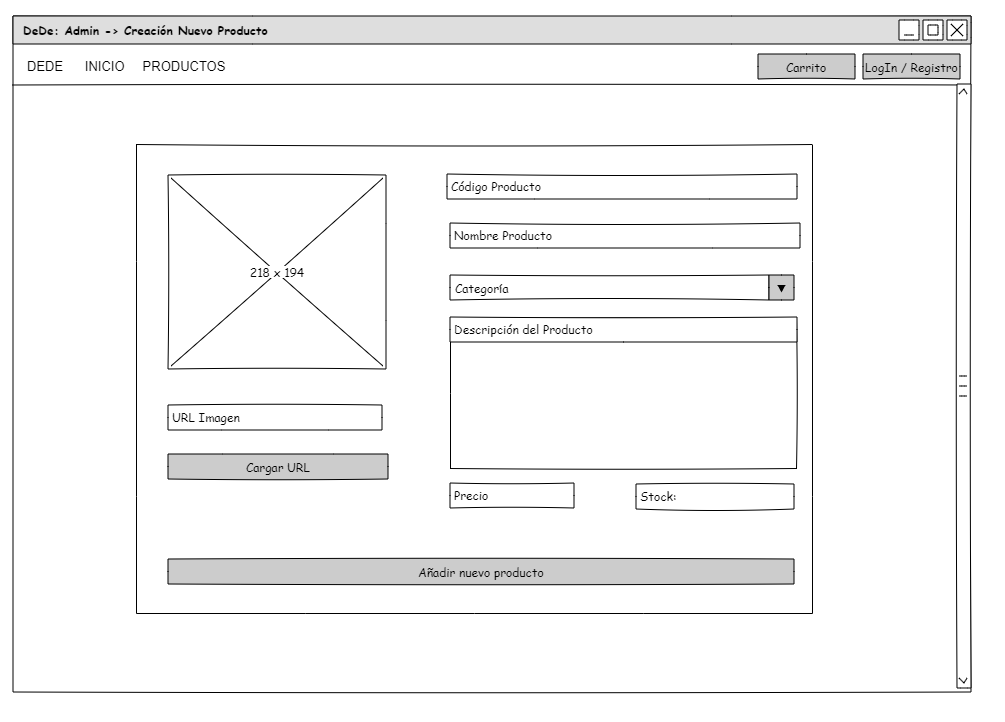 DeDe: Admin -> Creación Nuevo Producto
DEDE INICIO PRODUCTOS Carrito LogIn / Registro
218 x 194
URL Imagen
Cargar URL
Código Producto
Nombre Producto
Categoría
Descripción del Producto
Precio
Stock:
Añadir nuevo producto